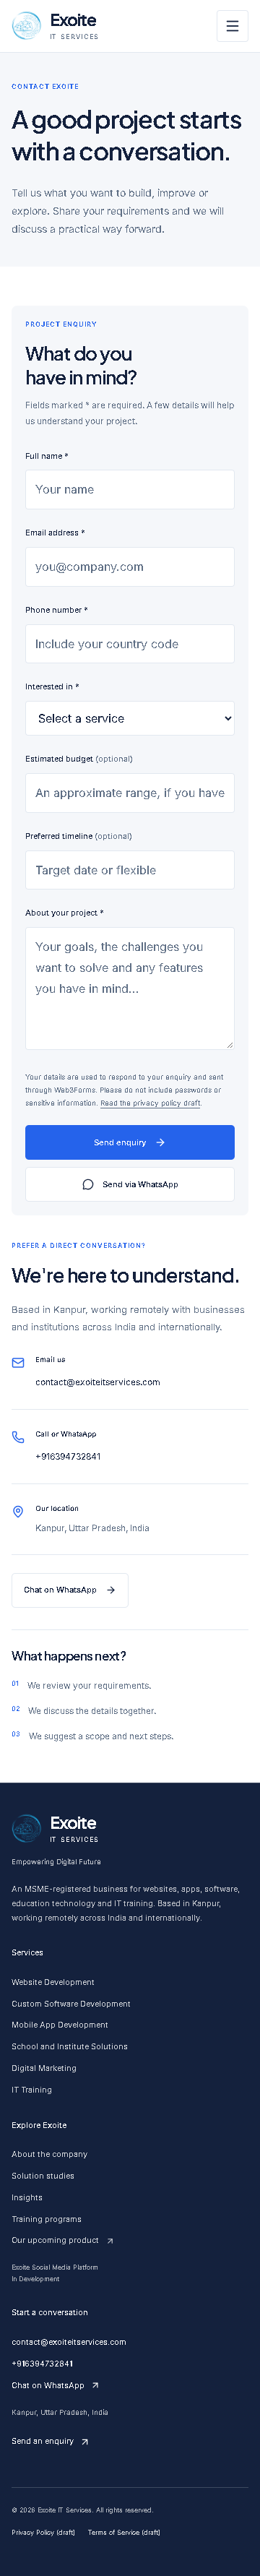 Exoite
IT SERVICES
CONTACT EXOITE
A good project starts
with a conversation.
Tell us what you want to build, improve or
explore. Share your requirements and we will
discuss a practical way forward.
PROJECT ENQUIRY
What do you
have in mind?
Fields marked * are required. A few details will help
us understand your project.
Full name *
Your name
Email address *
you@company.com
Phone number *
Include your country code
Interested in *
Select a service
Estimated budget (optional)
An approximate range, if you have
Preferred timeline (optional)
Target date or flexible
About your project *
Your goals, the challenges you
want to solve and any features
you have in mind...
Your details are used to respond to your enquiry and sent
through Web3Forms. Please do not include passwords or
sensitive information. Read the privacy policy draft.
Send enquiry
Send via WhatsApp
PREFER A DIRECT CONVERSATION?
We're here to understand.
Based in Kanpur, working remotely with businesses
and institutions across India and internationally.
Email us
contact@exoiteitservices.com
Call or WhatsApp
+916394732841
Our location
Kanpur, Uttar Pradesh, India
Chat on WhatsApp
What happens next?
01 We review your requirements.
02 We discuss the details together.
03 We suggest a scope and next steps.
Exoite
IT SERVICES
Empowering Digital Future
An MSME-registered business for websites, apps, software,
education technology and IT training. Based in Kanpur,
working remotely across India and internationally.
Services
Website Development
Custom Software Development
Mobile App Development
School and Institute Solutions
Digital Marketing
IT Training
Explore Exoite
About the company
Solution studies
Insights
Training programs
Our upcoming product
Exoite Social Media Platform
In Development
Start a conversation
contact@exoiteitservices.com
+916394732841
Chat on WhatsApp
Kanpur, Uttar Pradesh, India
Send an enquiry
© 2026 Exoite IT Services. All rights reserved.
Privacy Policy (draft) Terms of Service (draft)